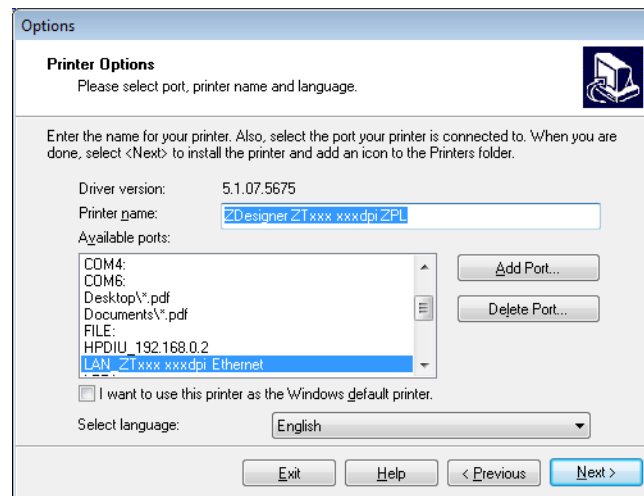 Options
Printer Options
Please select port, printer name and language.
Enter the name for your printer. Also, select the port your printer is connected to. When you are
done, select <Next> to install the printer and add an icon to the Printers folder.
Driver version: 5.1.07.5675
Printer name: ZDesigner ZTxxx xxxdpi ZPL
Available ports:
COM4:
COM6:
Desktop\*.pdf
Documents\*.pdf
FILE:
HPDIU_192.168.0.2
LAN_ZTxxx xxxdpi Ethernet
Add Port...
Delete Port...
I want to use this printer as the Windows default printer.
Select language: English
Exit Help < Previous Next >